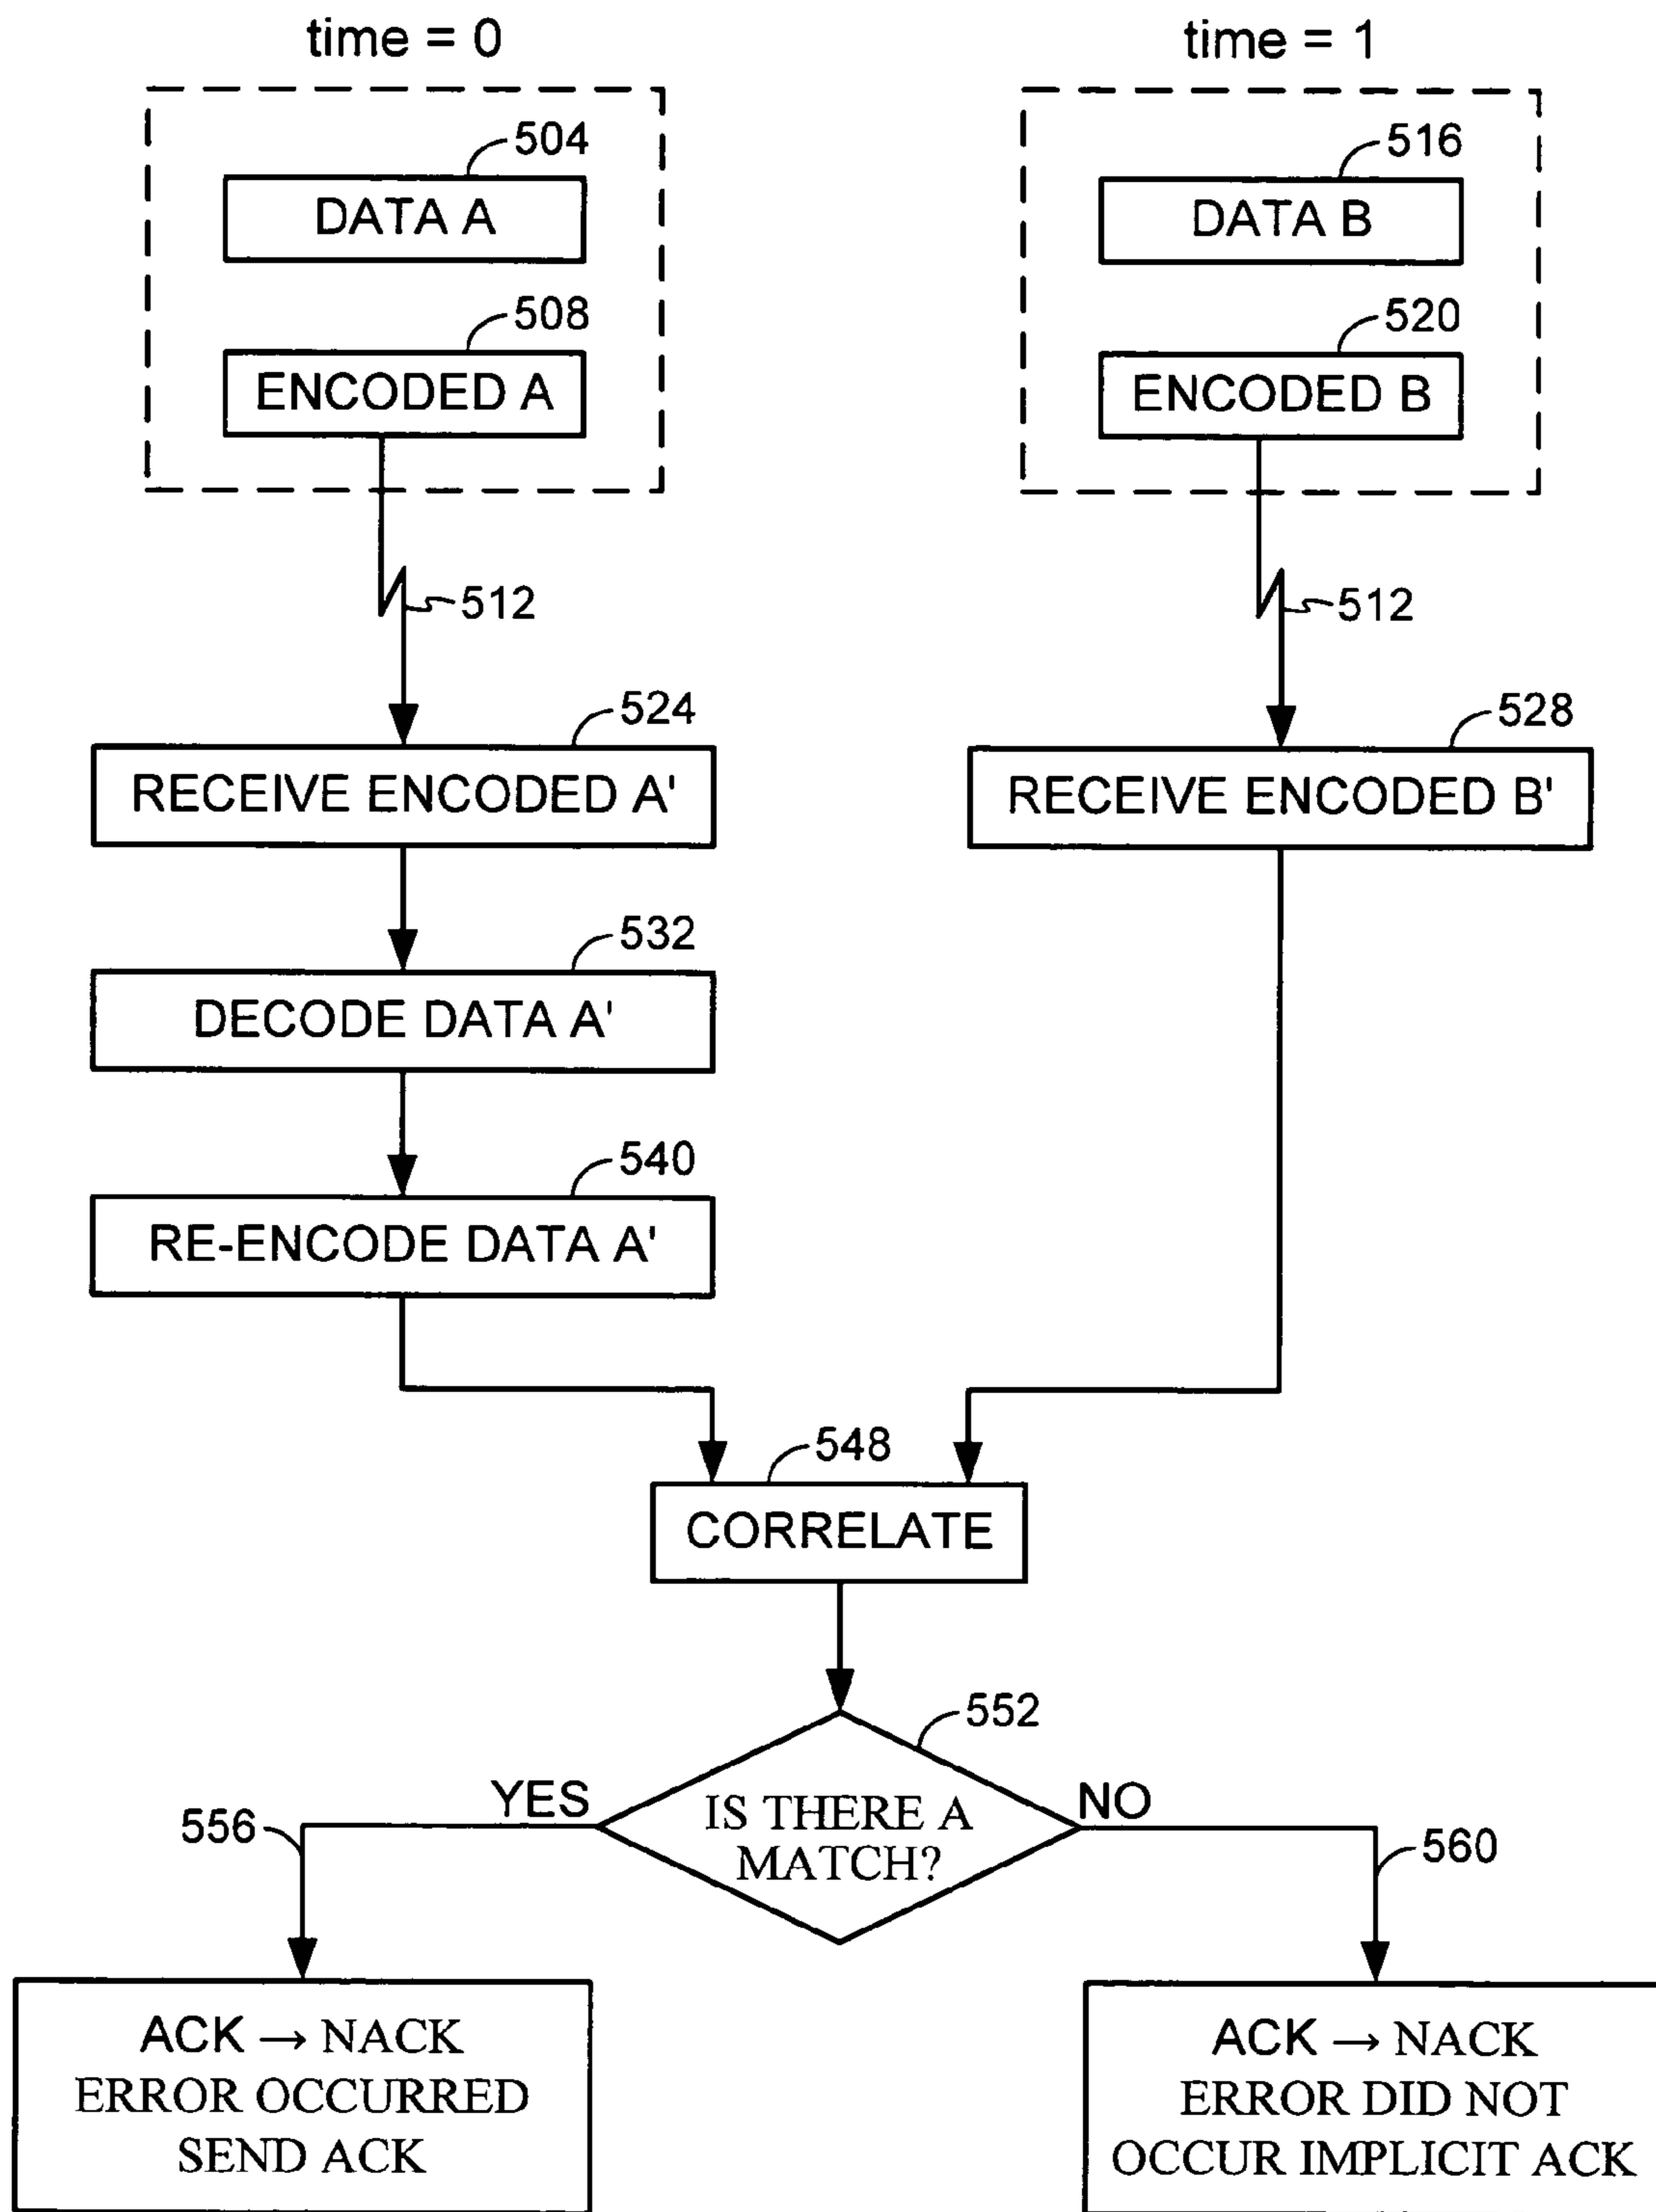 time = 0
time = 1
504
DATA A
516
DATA B
508
ENCODED A
520
ENCODED B
512
512
524
RECEIVE ENCODED A'
528
RECEIVE ENCODED B'
532
DECODE DATA A'
540
RE-ENCODE DATA A'
548
CORRELATE
552
IS THERE A
MATCH?
YES
NO
556
560
ACK → NACK
ERROR OCCURRED
SEND ACK
ACK → NACK
ERROR DID NOT
OCCUR IMPLICIT ACK